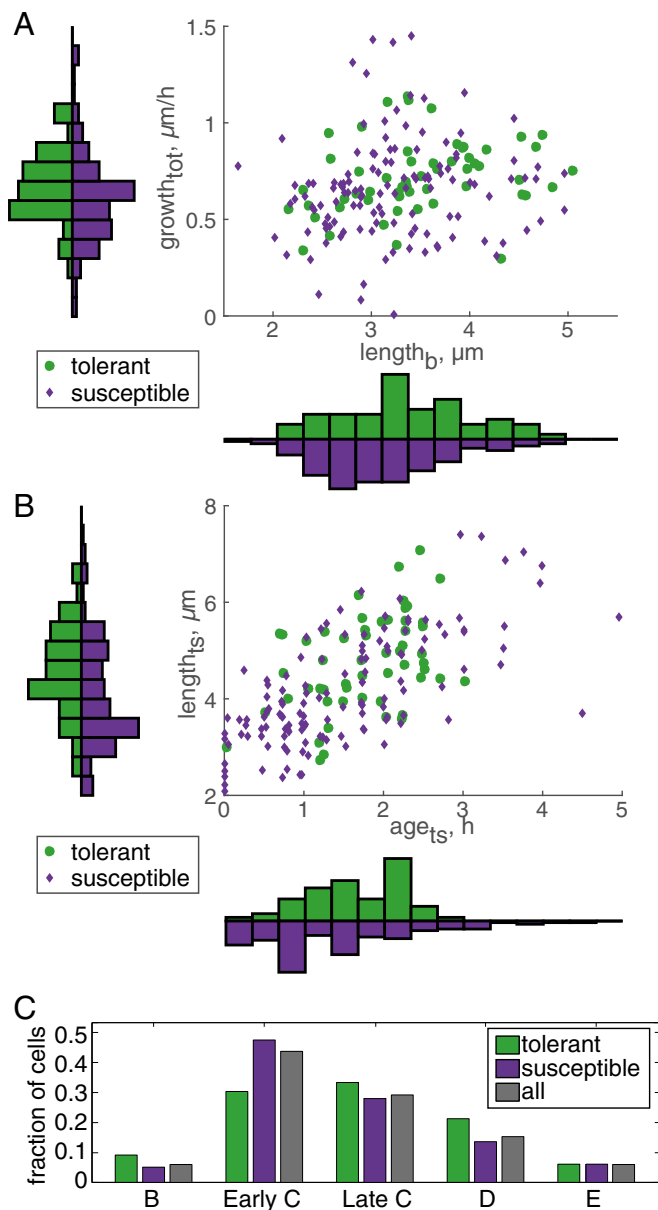 A
1.5
1
0.5
0
growth_tot, µm/h
2 3 4 5
length_b, µm
tolerant
susceptible
B
8
6
4
2
length_ts, µm
0 1 2 3 4 5
age_ts, h
tolerant
susceptible
C
0.5
0.4
0.3
0.2
0.1
0
fraction of cells
tolerant
susceptible
all
B Early C Late C D E